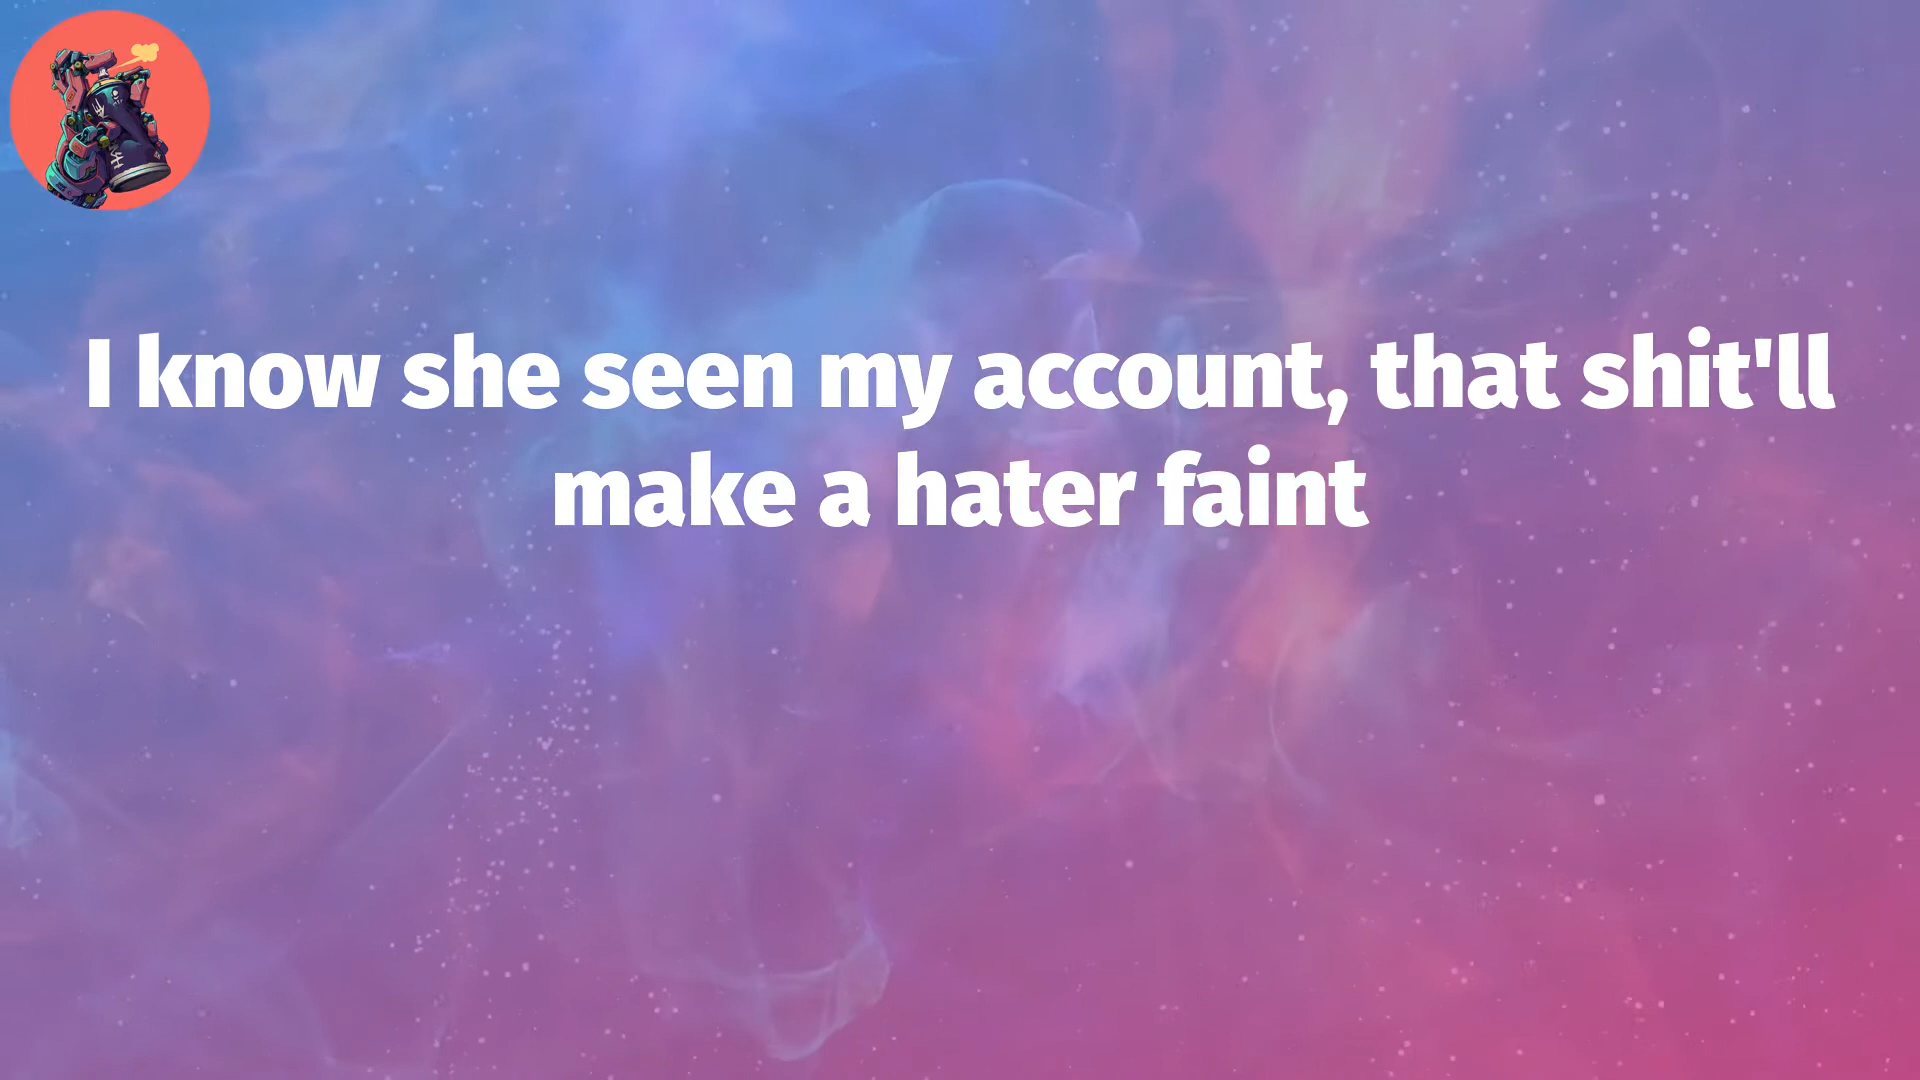 I know she seen my account, that shit'll
make a hater faint